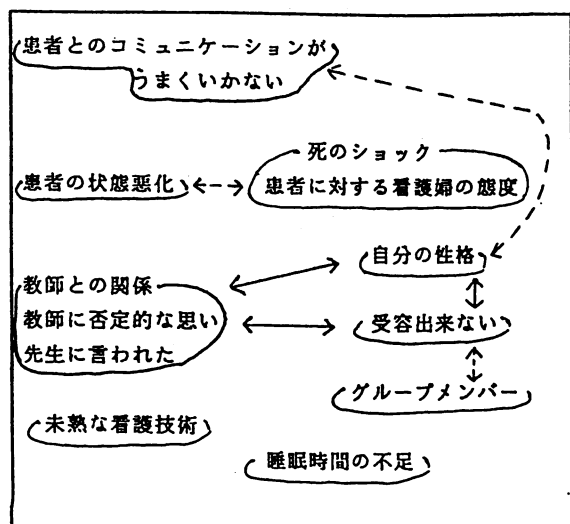 患者とのコミュニケーションが
うまくいかない
死のショック
患者の状態悪化
患者に対する看護婦の態度
自分の性格
教師との関係
教師に否定的な思い
受容出来ない
先生に言われた
グループメンバー
未熟な看護技術
睡眠時間の不足